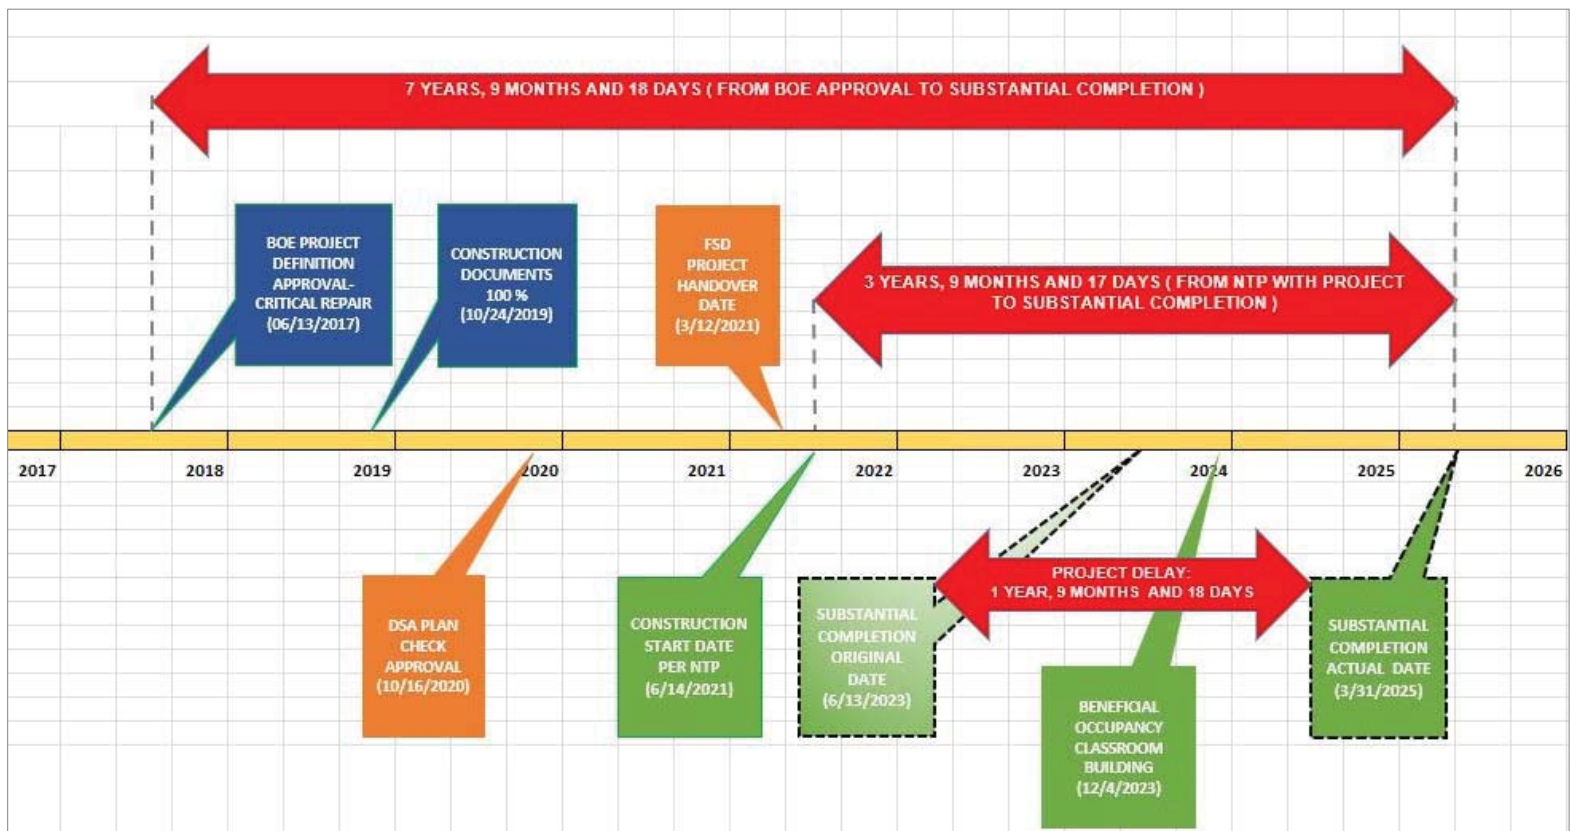 7 YEARS, 9 MONTHS AND 18 DAYS ( FROM BOE APPROVAL TO SUBSTANTIAL COMPLETION )
BOE PROJECT
DEFINITION
APPROVAL-
CRITICAL REPAIR
(06/13/2017)
CONSTRUCTION
DOCUMENTS
100 %
(10/24/2019)
FSD
PROJECT
HANDOVER
DATE
(3/12/2021)
3 YEARS, 9 MONTHS AND 17 DAYS ( FROM NTP WITH PROJECT
TO SUBSTANTIAL COMPLETION )
2017 2018 2019 2020 2021 2022 2023 2024 2025 2026
DSA PLAN
CHECK
APPROVAL
(10/16/2020)
CONSTRUCTION
START DATE
PER NTP
(6/14/2021)
SUBSTANTIAL
COMPLETION
ORIGINAL
DATE
(6/13/2023)
PROJECT DELAY:
1 YEAR, 9 MONTHS AND 18 DAYS
BENEFICIAL
OCCUPANCY
CLASSROOM
BUILDING
(12/4/2023)
SUBSTANTIAL
COMPLETION
ACTUAL DATE
(3/31/2025)